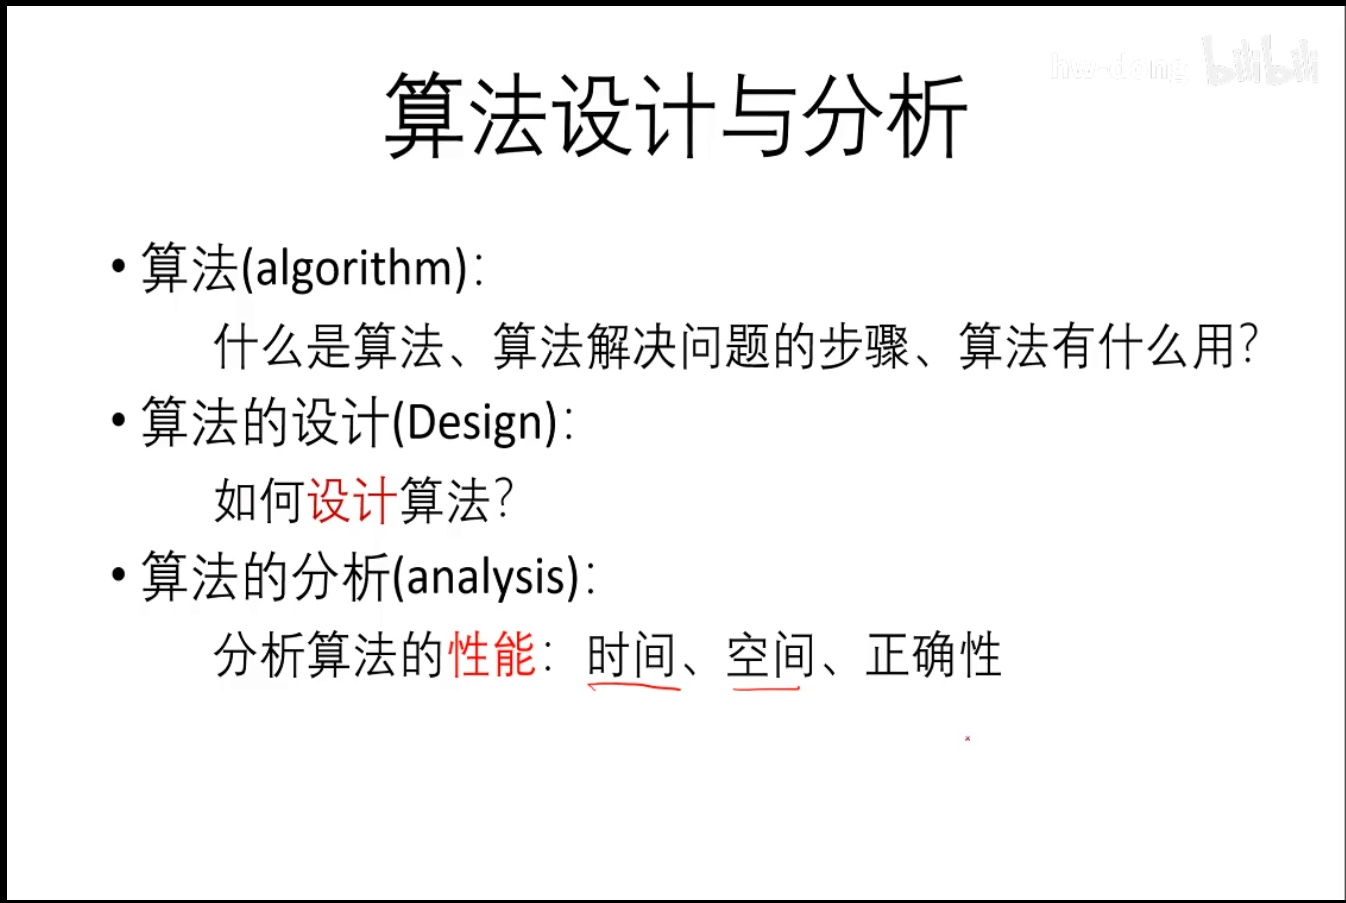 hw-dong bilibili
算法设计与分析
• 算法(algorithm)：
什么是算法、算法解决问题的步骤、算法有什么用？
• 算法的设计(Design)：
如何设计算法？
• 算法的分析(analysis)：
分析算法的性能：时间、空间、正确性